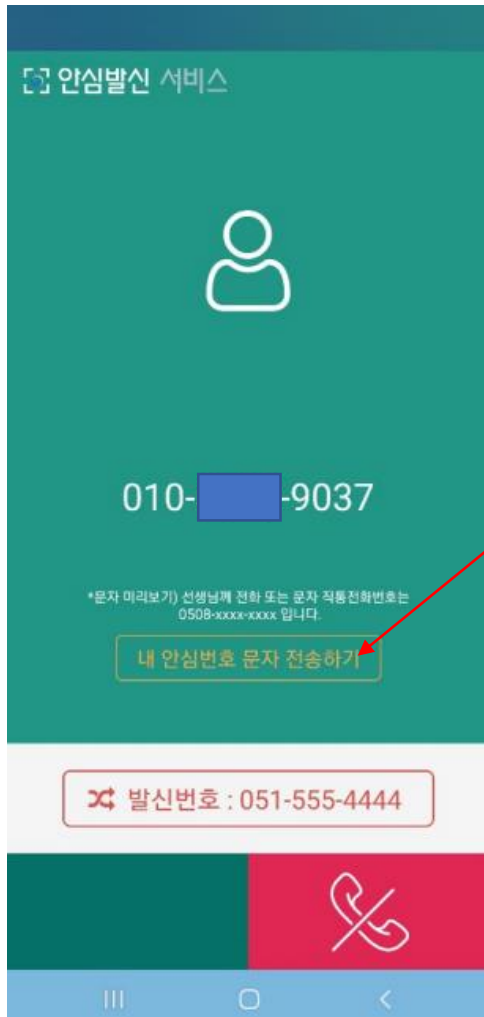 안심발신 서비스
010- -9037
*문자 미리보기) 선생님께 전화 또는 문자 직통전화번호는
0508-xxxx-xxxx 입니다.
내 안심번호 문자 전송하기
발신번호 : 051-555-4444